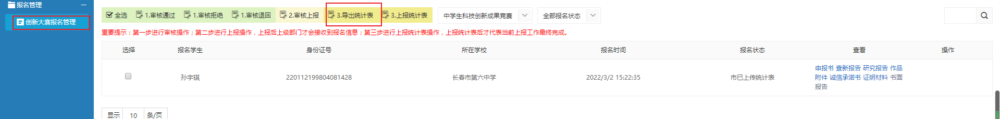 报名管理
创新大赛报名管理
全选 1.审核通过 1.审核拒绝 1.审核退回 2.审核上报 3.导出统计表 3.上报统计表 中学生科技创新成果竞赛 全部报名状态
重要提示：第一步进行审核操作；第二步进行上报操作，上报后上级部门才会接收到报名信息；第三步进行上报统计表操作，上报统计表后才代表当前上报工作最终完成。
选择 报名学生 身份证号 所在学校 报名时间 报名状态 查看 操作
孙宇琪 220112199804081428 长春市第六中学 2022/3/2 15:22:35 市已上传统计表
申报书 查新报告 研究报告 作品
附件 诚信承诺书 证明材料 书面
报告
显示 10 条/页